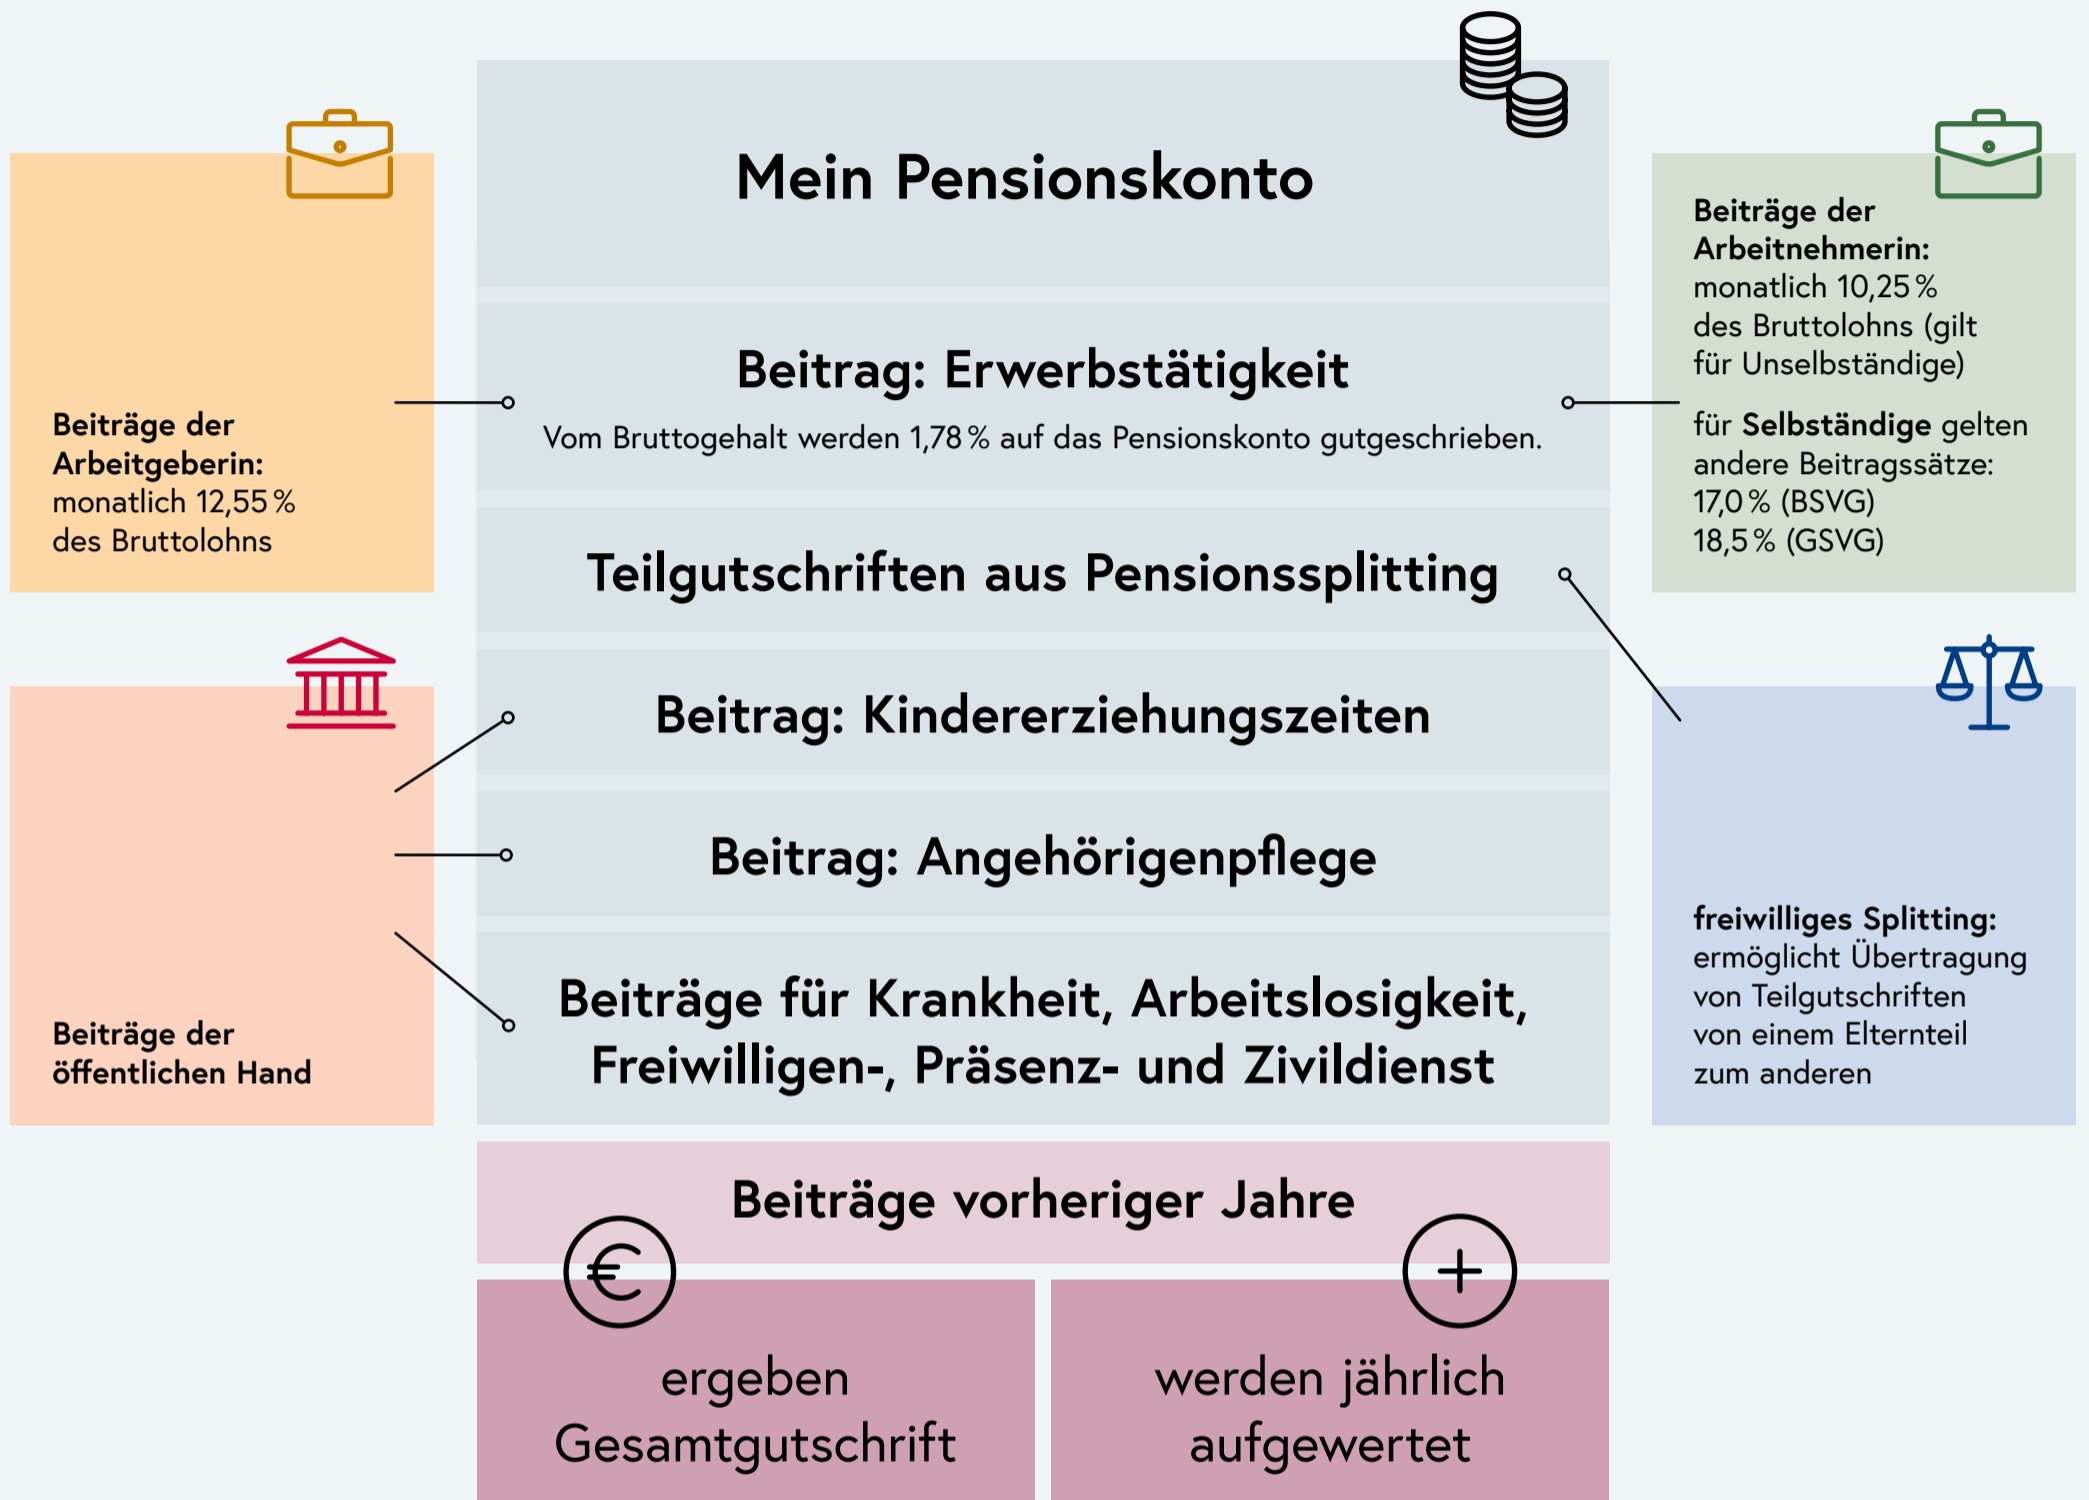 Mein Pensionskonto
Beiträge der
Arbeitgeberin:
monatlich 12,55 %
des Bruttolohns
Beitrag: Erwerbstätigkeit
Vom Bruttogehalt werden 1,78 % auf das Pensionskonto gutgeschrieben.
Beiträge der
Arbeitnehmerin:
monatlich 10,25 %
des Bruttolohns (gilt
für Unselbständige)
für Selbständige gelten
andere Beitragssätze:
17,0 % (BSVG)
18,5 % (GSVG)
Teilgutschriften aus Pensionssplitting
Beitrag: Kindererziehungszeiten
Beitrag: Angehörigenpflege
Beiträge für Krankheit, Arbeitslosigkeit,
Freiwilligen-, Präsenz- und Zivildienst
Beiträge der
öffentlichen Hand
freiwilliges Splitting:
ermöglicht Übertragung
von Teilgutschriften
von einem Elternteil
zum anderen
Beiträge vorheriger Jahre
€
+
ergeben
Gesamtgutschrift
werden jährlich
aufgewertet